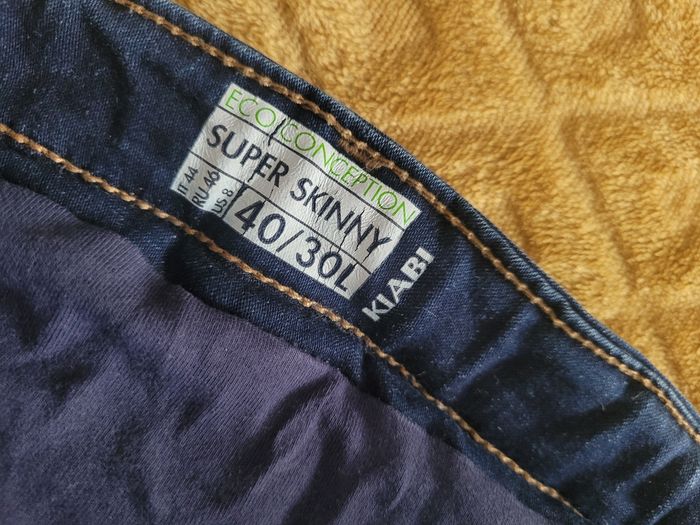 ECO CONCEPTION
SUPER SKINNY
IT 44
RU 46
US 8
40/30L
KIABI